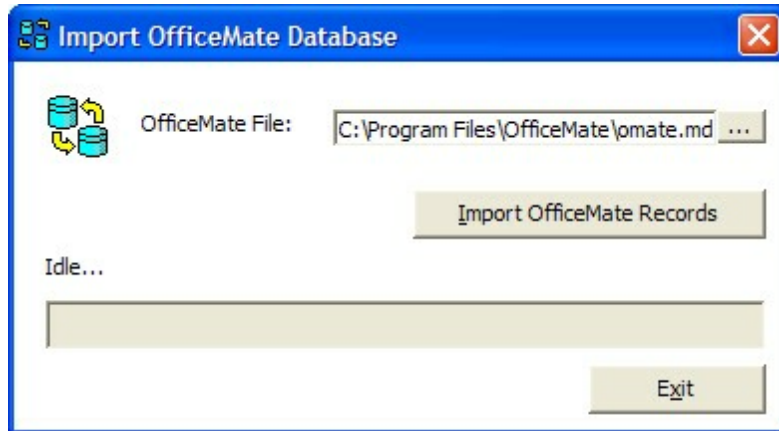 Import OfficeMate Database
OfficeMate File:
C:\Program Files\OfficeMate\omate.md
...
Import OfficeMate Records
Idle...
Exit